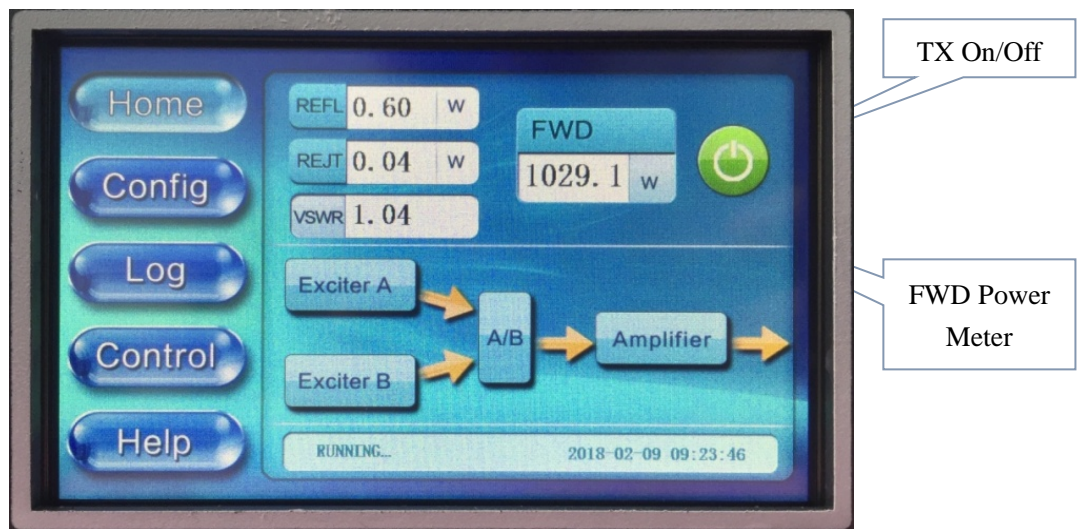 Home
Config
Log
Control
Help
REFL 0.60 W
REJT 0.04 W
VSWR 1.04
FWD
1029.1 W
Exciter A
Exciter B
A/B
Amplifier
RUNNING... 2018-02-09 09:23:46
TX On/Off
FWD Power
Meter